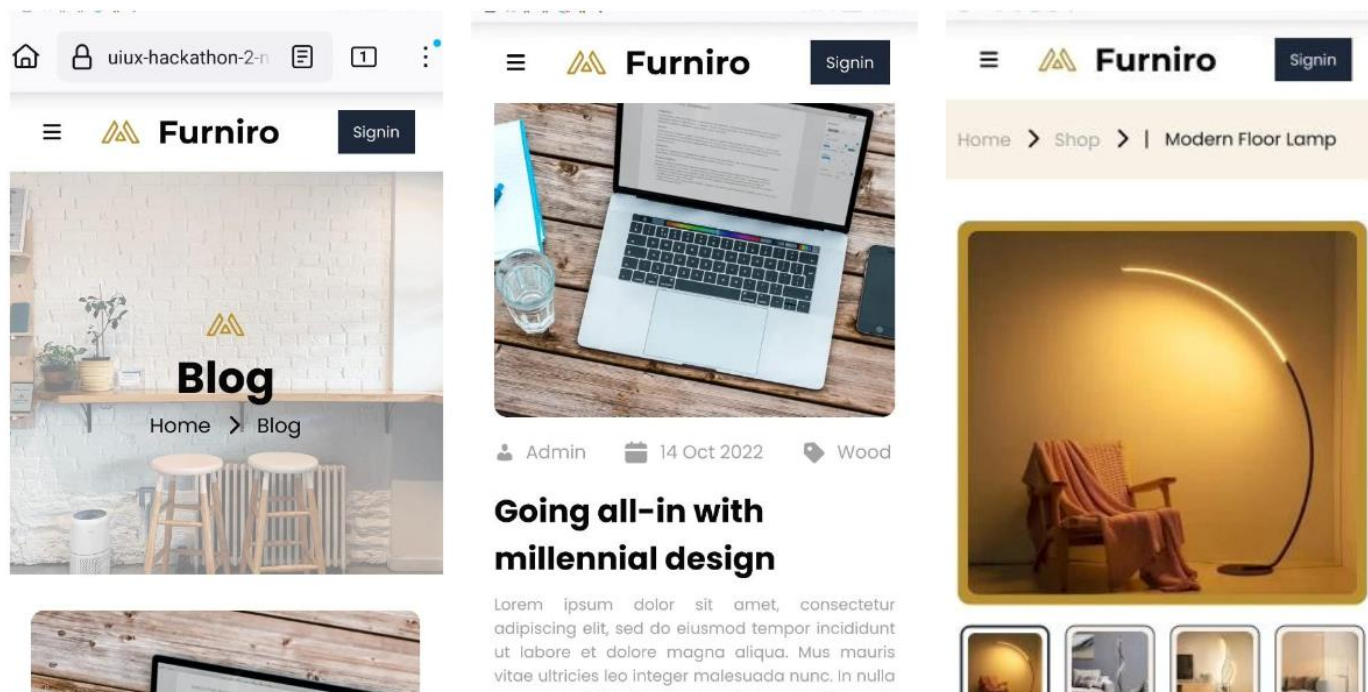 uiux-hackathon-2-n
1
Furniro
Signin
Blog
Home > Blog
Furniro
Signin
Admin 14 Oct 2022 Wood
Going all-in with
millennial design
Lorem ipsum dolor sit amet, consectetur
adipiscing elit, sed do eiusmod tempor incididunt
ut labore et dolore magna aliqua. Mus mauris
vitae ultricies leo integer malesuada nunc. In nulla
Furniro
Signin
Home > Shop > | Modern Floor Lamp